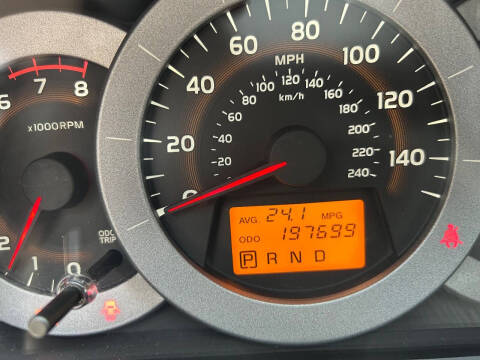 6 7 8
x1000RPM
2 1 0
ODO
TRIP
MPH
0 20 40 60 80 100 120 140
km/h
20 40 60 80 100 120 140 160 180 200 220 240
AVG. 24.1 MPG
ODO 197699
P R N D